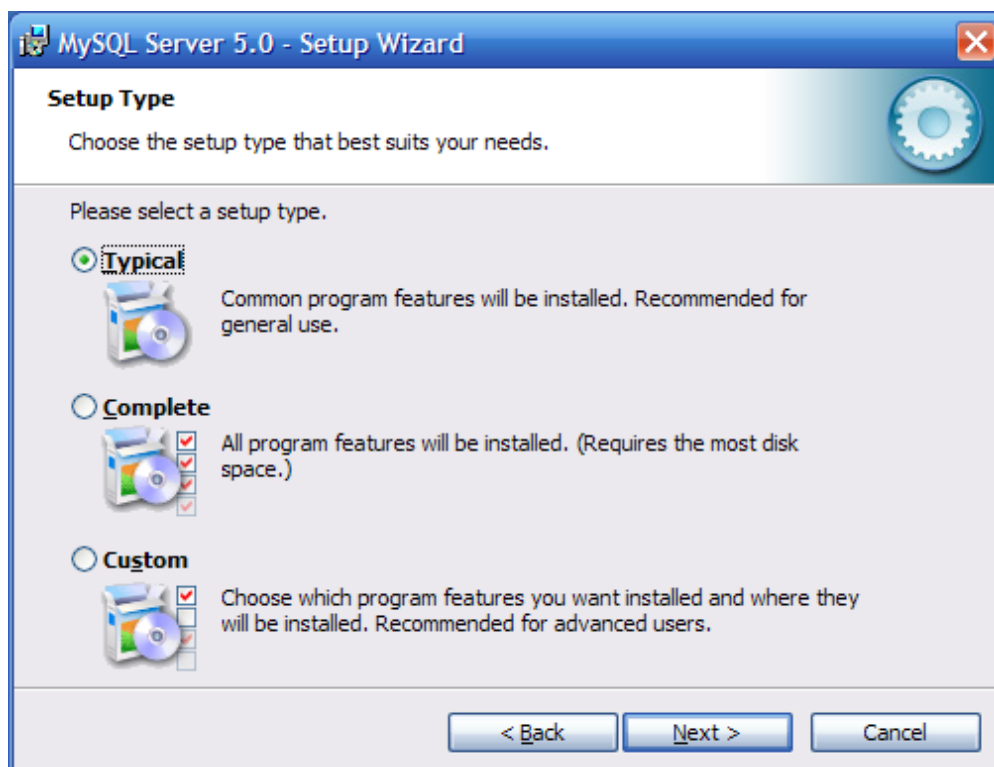 MySQL Server 5.0 - Setup Wizard
Setup Type
Choose the setup type that best suits your needs.
Please select a setup type.
Typical
Common program features will be installed. Recommended for
general use.
Complete
All program features will be installed. (Requires the most disk
space.)
Custom
Choose which program features you want installed and where they
will be installed. Recommended for advanced users.
< Back
Next >
Cancel